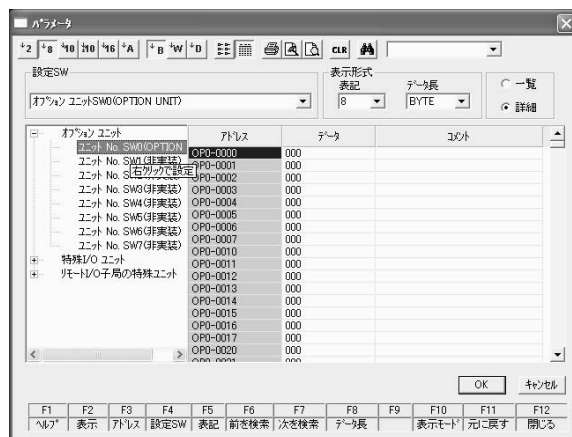 パラメータ
2 8 10 ±10 16 A B W D CLR
設定SW
表示形式
表記 データ長
オプション ユニットSW0(OPTION UNIT)
8 BYTE
一覧
詳細
オプション ユニット
ユニット No. SW0(OPTION
ユニット No. SW1(非実装)
右クリックで設定
ユニット No. SW3(非実装)
ユニット No. SW4(非実装)
ユニット No. SW5(非実装)
ユニット No. SW6(非実装)
ユニット No. SW7(非実装)
特殊I/O ユニット
リモートI/O子局の特殊ユニット
アドレス データ コメント
OP0-0000 000
OP0-0001 000
OP0-0002 000
OP0-0003 000
OP0-0004 000
OP0-0005 000
OP0-0006 000
OP0-0007 000
OP0-0010 000
OP0-0011 000
OP0-0012 000
OP0-0013 000
OP0-0014 000
OP0-0015 000
OP0-0016 000
OP0-0017 000
OP0-0020 000
OP0-0021 000
OK キャンセル
F1 F2 F3 F4 F5 F6 F7 F8 F9 F10 F11 F12
ヘルプ 表示 アドレス 設定SW 表記 前を検索 次を検索 データ長 表示モード 元に戻す 閉じる